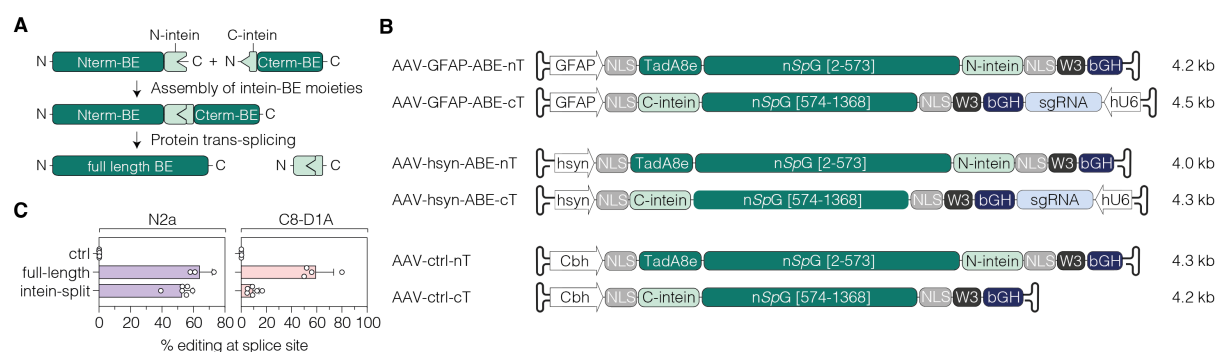 A
N-intein C-intein
N Nterm-BE C + N Cterm-BE C
Assembly of intein-BE moieties
N Nterm-BE Cterm-BE C
Protein trans-splicing
N full length BE C N C
B
AAV-GFAP-ABE-nT GFAP NLS TadA8e nSpG [2-573] N-intein NLS W3 bGH 4.2 kb
AAV-GFAP-ABE-cT GFAP NLS C-intein nSpG [574-1368] NLS W3 bGH sgRNA hU6 4.5 kb
AAV-hsyn-ABE-nT hsyn NLS TadA8e nSpG [2-573] N-intein NLS W3 bGH 4.0 kb
AAV-hsyn-ABE-cT hsyn NLS C-intein nSpG [574-1368] NLS W3 bGH sgRNA hU6 4.3 kb
AAV-ctrl-nT Cbh NLS TadA8e nSpG [2-573] N-intein NLS W3 bGH 4.3 kb
AAV-ctrl-cT Cbh NLS C-intein nSpG [574-1368] NLS W3 bGH 4.2 kb
C
N2a C8-D1A
ctrl
full-length
intein-split
0 20 40 60 80 0 20 40 60 80 100
% editing at splice site